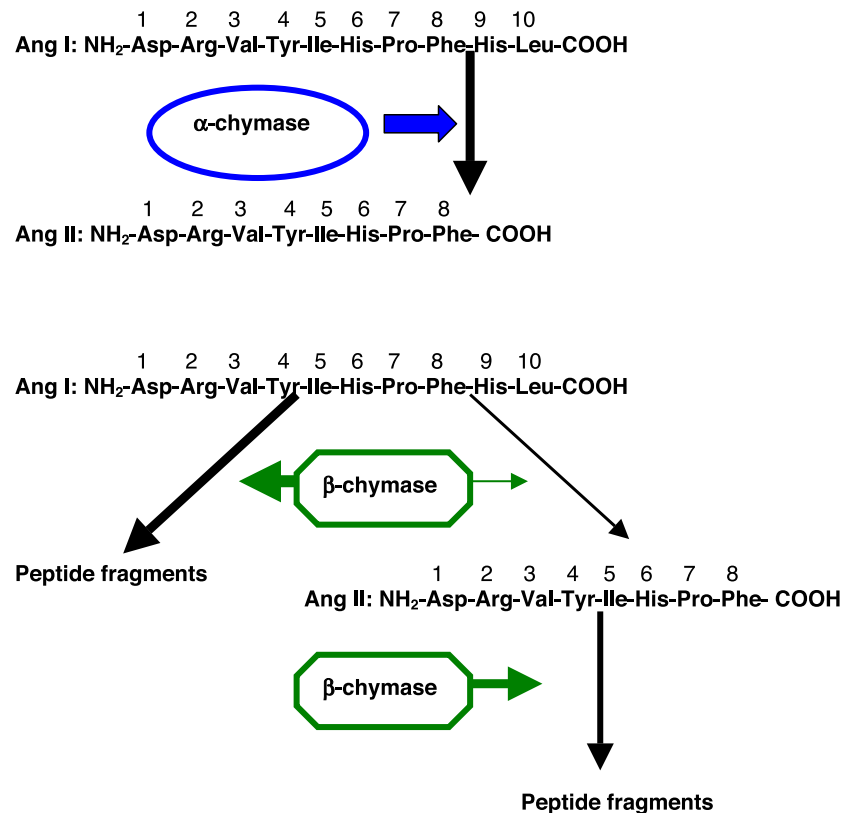 1 2 3 4 5 6 7 8 9 10
Ang I: NH₂-Asp-Arg-Val-Tyr-Ile-His-Pro-Phe-His-Leu-COOH
α-chymase
1 2 3 4 5 6 7 8
Ang II: NH₂-Asp-Arg-Val-Tyr-Ile-His-Pro-Phe- COOH
1 2 3 4 5 6 7 8 9 10
Ang I: NH₂-Asp-Arg-Val-Tyr-Ile-His-Pro-Phe-His-Leu-COOH
β-chymase
Peptide fragments
1 2 3 4 5 6 7 8
Ang II: NH₂-Asp-Arg-Val-Tyr-Ile-His-Pro-Phe- COOH
β-chymase
Peptide fragments